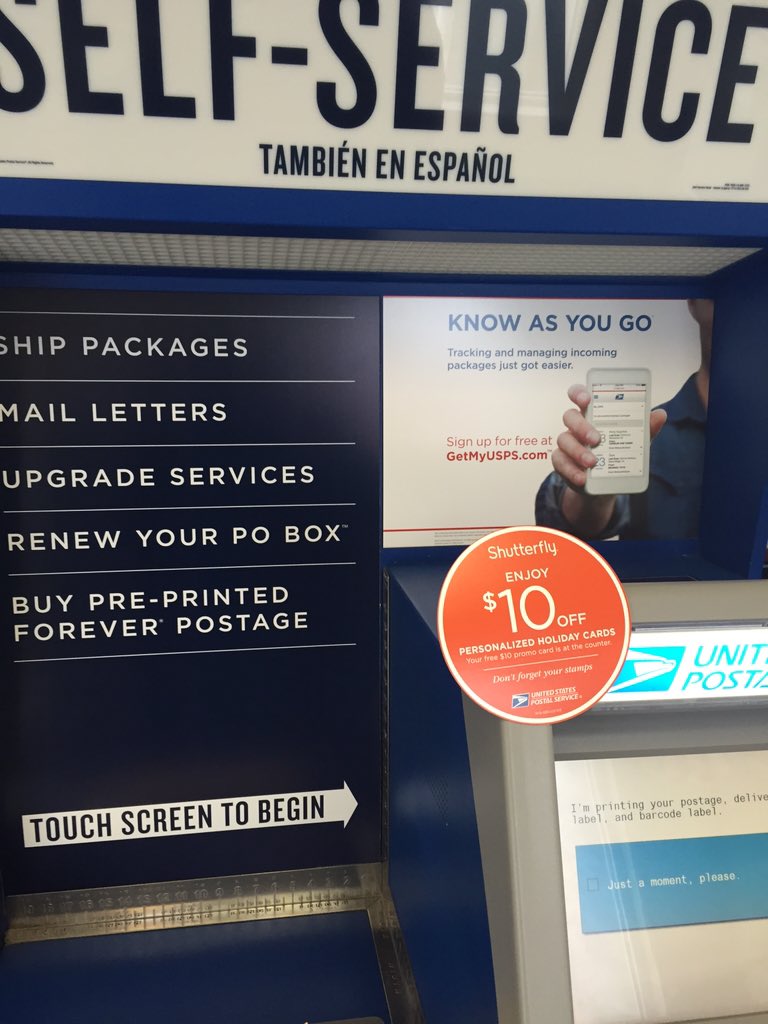 SELF-SERVICE
TAMBIÉN EN ESPAÑOL
SHIP PACKAGES
MAIL LETTERS
UPGRADE SERVICES
RENEW YOUR PO BOX™
BUY PRE-PRINTED
FOREVER® POSTAGE
TOUCH SCREEN TO BEGIN
KNOW AS YOU GO
Tracking and managing incoming
packages just got easier.
Sign up for free at
GetMyUSPS.com™
Shutterfly
ENJOY
$10 OFF
PERSONALIZED HOLIDAY CARDS
Your free $10 promo card is at the counter.
Don't forget your stamps
UNITED STATES
POSTAL SERVICE®
UNIT
POSTA
I'm printing your postage, delive
label, and barcode label.
Just a moment, please.